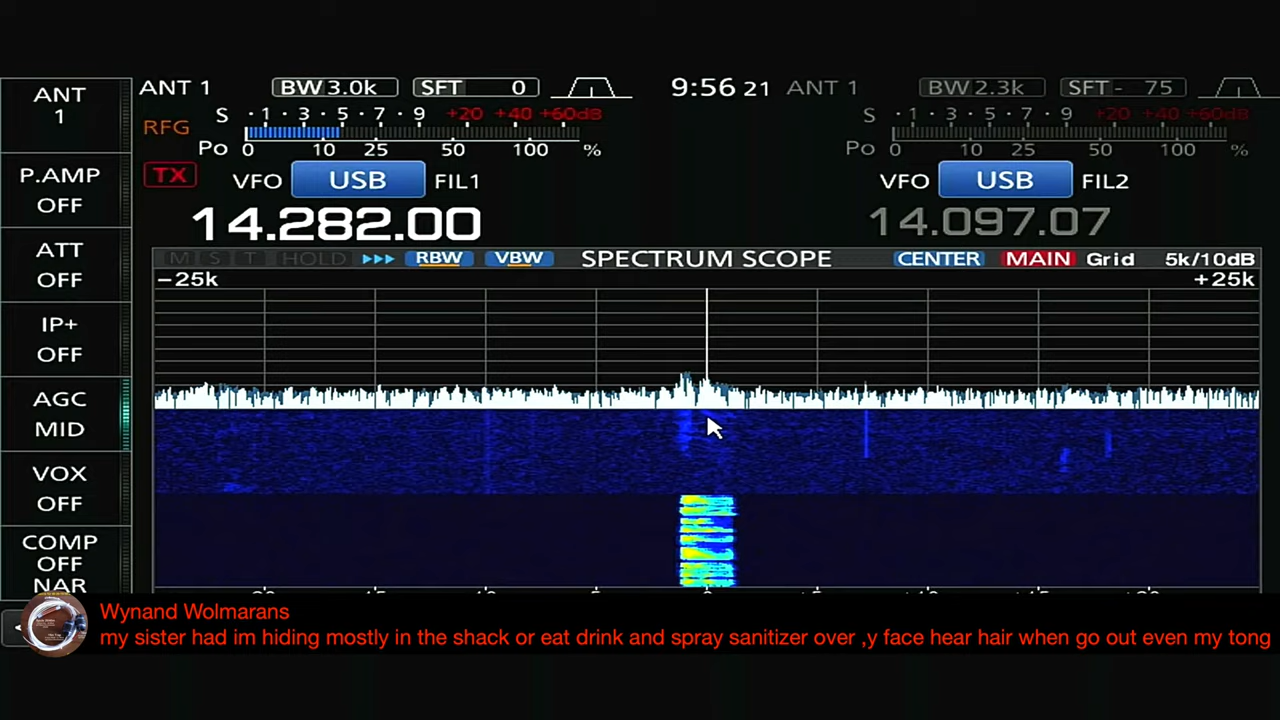 ANT 1 BW 3.0k SFT 0 9:56 21 ANT 1 BW 2.3k SFT - 75
ANT
1
S ·1·3·5·7·9 +20 +40 +60dB S ·1·3·5·7·9 +20 +40 +60dB
RFG
Po 0 10 25 50 100 % Po 0 10 25 50 100 %
P.AMP
OFF
TX VFO USB FIL1 VFO USB FIL2
14.282.00 14.097.07
ATT
OFF
M S T HOLD RBW VBW SPECTRUM SCOPE CENTER MAIN Grid 5k/10dB
-25k +25k
IP+
OFF
AGC
MID
VOX
OFF
COMP
OFF
NAR
Wynand Wolmarans
my sister had im hiding mostly in the shack or eat drink and spray sanitizer over ,y face hear hair when go out even my tong